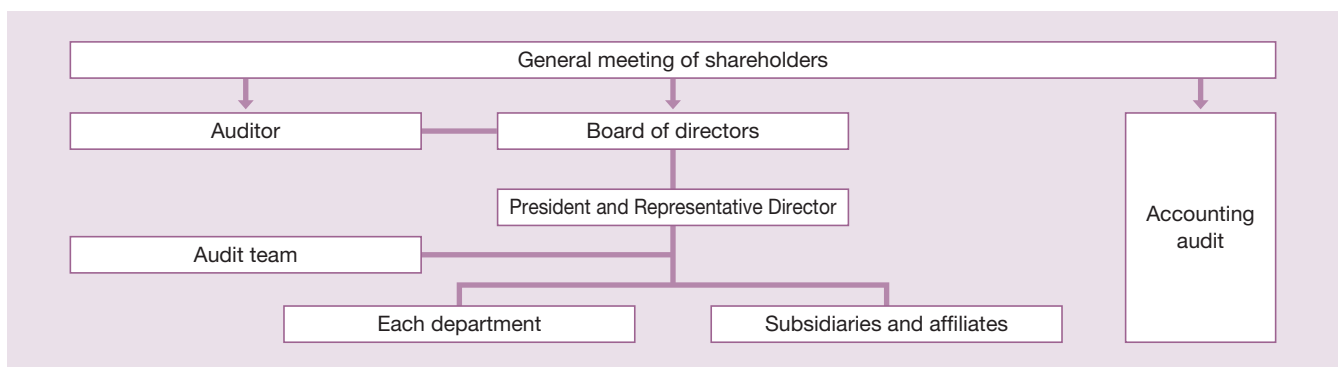 General meeting of shareholders
Auditor
Board of directors
President and Representative Director
Accounting
audit
Audit team
Each department
Subsidiaries and affiliates